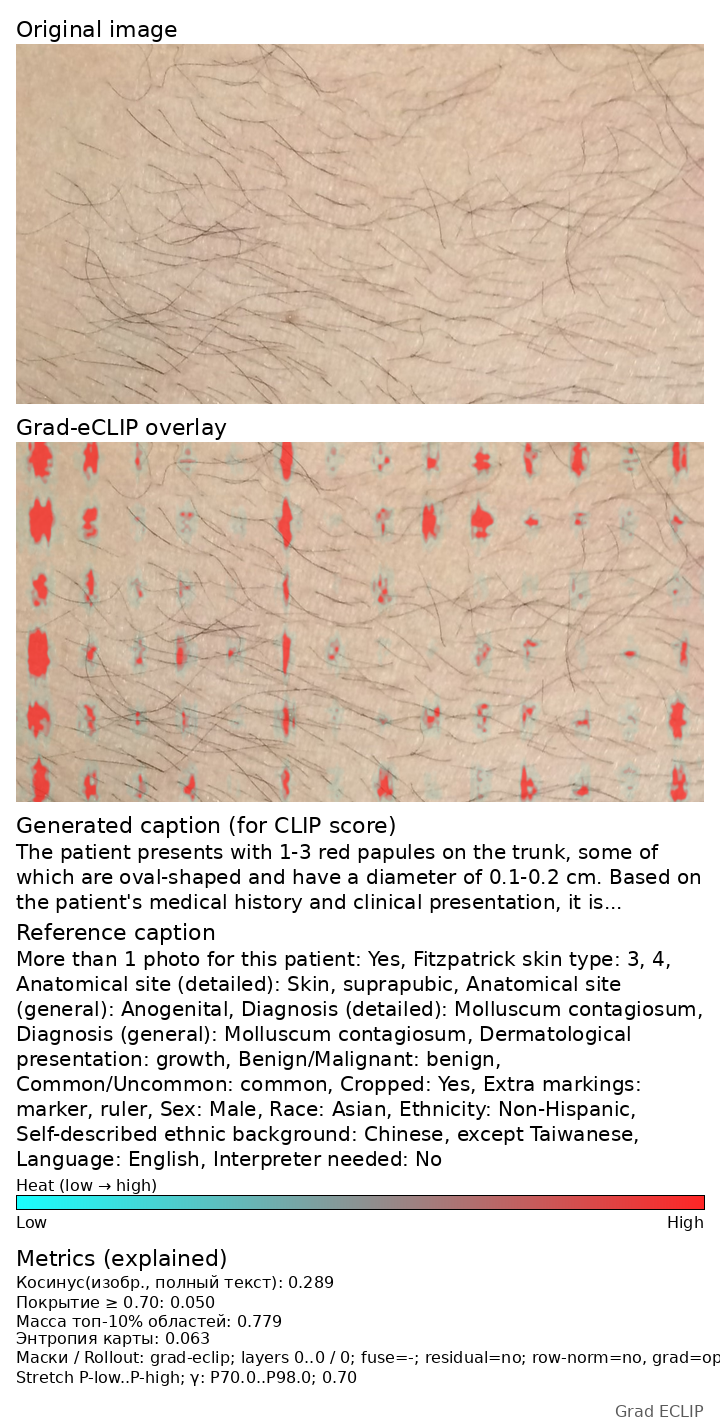 Original image
Grad-eCLIP overlay
Generated caption (for CLIP score)
The patient presents with 1-3 red papules on the trunk, some of
which are oval-shaped and have a diameter of 0.1-0.2 cm. Based on
the patient's medical history and clinical presentation, it is...
Reference caption
More than 1 photo for this patient: Yes, Fitzpatrick skin type: 3, 4,
Anatomical site (detailed): Skin, suprapubic, Anatomical site
(general): Anogenital, Diagnosis (detailed): Molluscum contagiosum,
Diagnosis (general): Molluscum contagiosum, Dermatological
presentation: growth, Benign/Malignant: benign,
Common/Uncommon: common, Cropped: Yes, Extra markings:
marker, ruler, Sex: Male, Race: Asian, Ethnicity: Non-Hispanic,
Self-described ethnic background: Chinese, except Taiwanese,
Language: English, Interpreter needed: No
Heat (low → high)
Low High
Metrics (explained)
Косинус(изобр., полный текст): 0.289
Покрытие ≥ 0.70: 0.050
Масса топ-10% областей: 0.779
Энтропия карты: 0.063
Маски / Rollout: grad-eclip; layers 0..0 / 0; fuse=-; residual=no; row-norm=no, grad=op
Stretch P-low..P-high; γ: P70.0..P98.0; 0.70
Grad ECLIP